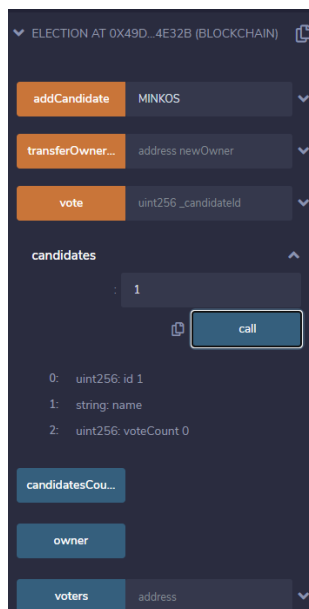 ELECTION AT 0X49D...4E32B (BLOCKCHAIN)
addCandidate MINKOS
transferOwner... address newOwner
vote uint256 _candidateId
candidates
: 1
call
0: uint256: id 1
1: string: name
2: uint256: voteCount 0
candidatesCou...
owner
voters address